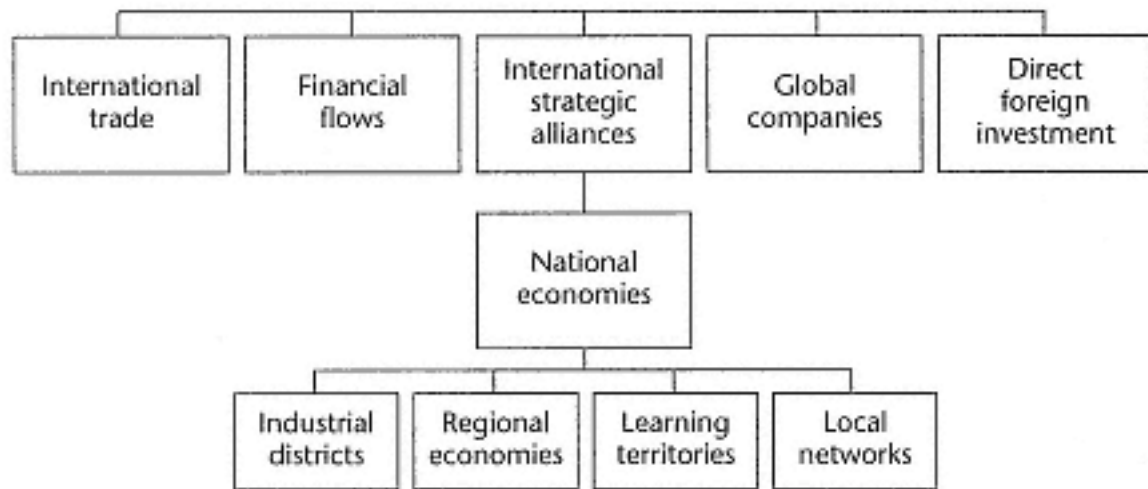 International
trade
Financial
flows
International
strategic
alliances
Global
companies
Direct
foreign
investment
National
economies
Industrial
districts
Regional
economies
Learning
territories
Local
networks